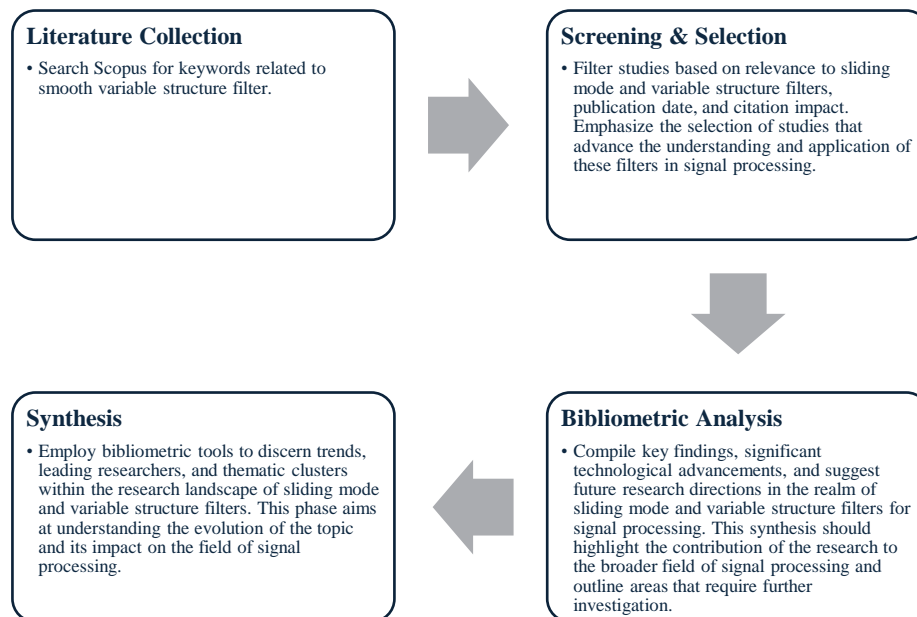 Literature Collection
• Search Scopus for keywords related to
smooth variable structure filter.
Screening & Selection
• Filter studies based on relevance to sliding
mode and variable structure filters,
publication date, and citation impact.
Emphasize the selection of studies that
advance the understanding and application of
these filters in signal processing.
Bibliometric Analysis
• Compile key findings, significant
technological advancements, and suggest
future research directions in the realm of
sliding mode and variable structure filters for
signal processing. This synthesis should
highlight the contribution of the research to
the broader field of signal processing and
outline areas that require further
investigation.
Synthesis
• Employ bibliometric tools to discern trends,
leading researchers, and thematic clusters
within the research landscape of sliding mode
and variable structure filters. This phase aims
at understanding the evolution of the topic
and its impact on the field of signal
processing.